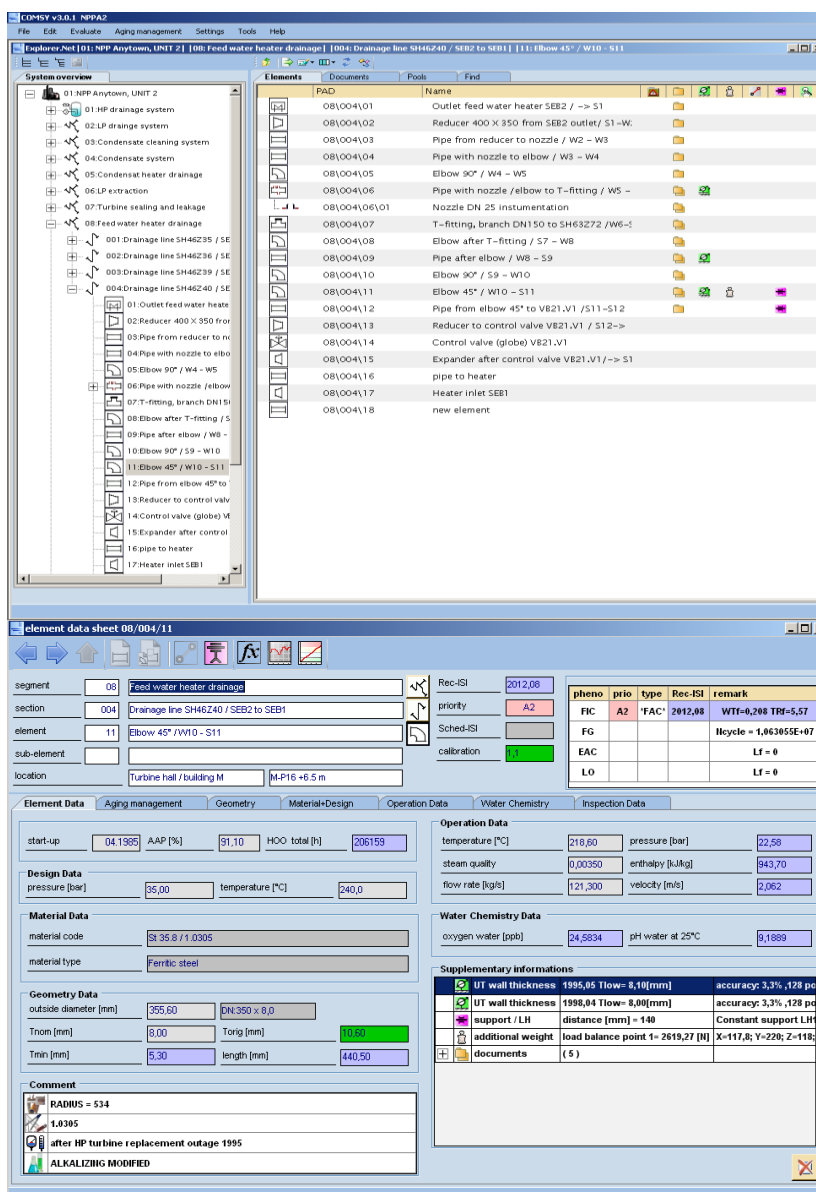 COMSY v3.0.1 NPPA2
File Edit Evaluate Aging management Settings Tools Help
Explorer.Net | 01: NPP Anytown, UNIT 2| |08: Feed water heater drainage| |004: Drainage line SH46Z40 / SEB2 to SEB1| |11: Elbow 45° / W10 - S11
System overview
01:NPP Anytown, UNIT 2
01:HP drainage system
02:LP drainge system
03:Condensate cleaning system
04:Condensate system
05:Condensat heater drainage
06:LP extraction
07:Turbine sealing and leakage
08:Feed water heater drainage
001:Drainage line SH46Z35 / SE
002:Drainage line SH46Z36 / SE
003:Drainage line SH46Z39 / SE
004:Drainage line SH46Z40 / SE
01:Outlet feed water heate
02:Reducer 400 X 350 fror
03:Pipe from reducer to no
04:Pipe with nozzle to elbo
05:Elbow 90° / W4 - W5
06:Pipe with nozzle /elbow
07:T-fitting, branch DN15
08:Elbow after T-fitting / S
09:Pipe after elbow / W8 -
10:Elbow 90° / S9 - W10
11:Elbow 45° / W10 - S11
12:Pipe from elbow 45° to
13:Reducer to control valv
14:Control valve (globe) V
15:Expander after control
16:pipe to heater
17:Heater inlet SEB1
Elements Documents Pools Find
PAD Name
08\004\01 Outlet feed water heater SEB2 / -> S1
08\004\02 Reducer 400 X 350 from SEB2 outlet/ S1-W:
08\004\03 Pipe from reducer to nozzle / W2 - W3
08\004\04 Pipe with nozzle to elbow / W3 - W4
08\004\05 Elbow 90° / W4 - W5
08\004\06 Pipe with nozzle /elbow to T-fitting / W5 -
08\004\06\01 Nozzle DN 25 instumentation
08\004\07 T-fitting, branch DN150 to SH63Z72 /W6-S
08\004\08 Elbow after T-fitting / S7 - W8
08\004\09 Pipe after elbow / W8 - S9
08\004\10 Elbow 90° / S9 - W10
08\004\11 Elbow 45° / W10 - S11
08\004\12 Pipe from elbow 45° to VB21.V1 /S11-S12
08\004\13 Reducer to control valve VB21.V1 / S12->
08\004\14 Control valve (globe) VB21.V1
08\004\15 Expander after control valve VB21.V1/-> S1
08\004\16 pipe to heater
08\004\17 Heater inlet SEB1
08\004\18 new element
element data sheet 08/004/11
fx
segment 08 Feed water heater drainage
section 004 Drainage line SH46Z40 / SEB2 to SEB1
element 11 Elbow 45° / W10 - S11
sub-element
location Turbine hall / building M M-P16 +6.5 m
Rec-ISI 2012,08
priority A2
Sched-ISI
calibration 1,1
pheno prio type Rec-ISI remark
FIC A2 'FAC' 2012,08 WTf=0,208 TRf=5,57
FG Ncycle = 1,063055E+07
EAC Lf = 0
LO Lf = 0
Element Data Aging management Geometry Material+Design Operation Data Water Chemistry Inspection Data
start-up 04.1985 AAP [%] 91,10 HOO total [h] 206159
Design Data
pressure [bar] 35,00 temperature [°C] 240,0
Material Data
material code St 35.8 / 1.0305
material type Ferritic steel
Geometry Data
outside diameter [mm] 355,60 DN:350 x 8,0
Tnom [mm] 8,00 Torig [mm] 10,60
Tmin [mm] 5,30 length [mm] 440,50
Comment
RADIUS = 534
1.0305
after HP turbine replacement outage 1995
ALKALIZING MODIFIED
Operation Data
temperature [°C] 218,60 pressure [bar] 22,58
steam quality 0,00350 enthalpy [kJ/kg] 943,70
flow rate [kg/s] 121,300 velocity [m/s] 2,062
Water Chemistry Data
oxygen water [ppb] 24,5834 pH water at 25°C 9,1889
Supplementary informations
UT wall thickness 1995,05 Tlow= 8,10[mm] accuracy: 3,3% ,128 po
UT wall thickness 1998,04 Tlow= 8,00[mm] accuracy: 3,3% ,128 po
support / LH distance [mm] = 140 Constant support LH1
additional weight load balance point 1= 2619,27 [N] X=117,8; Y=220; Z=118;
documents ( 5 )